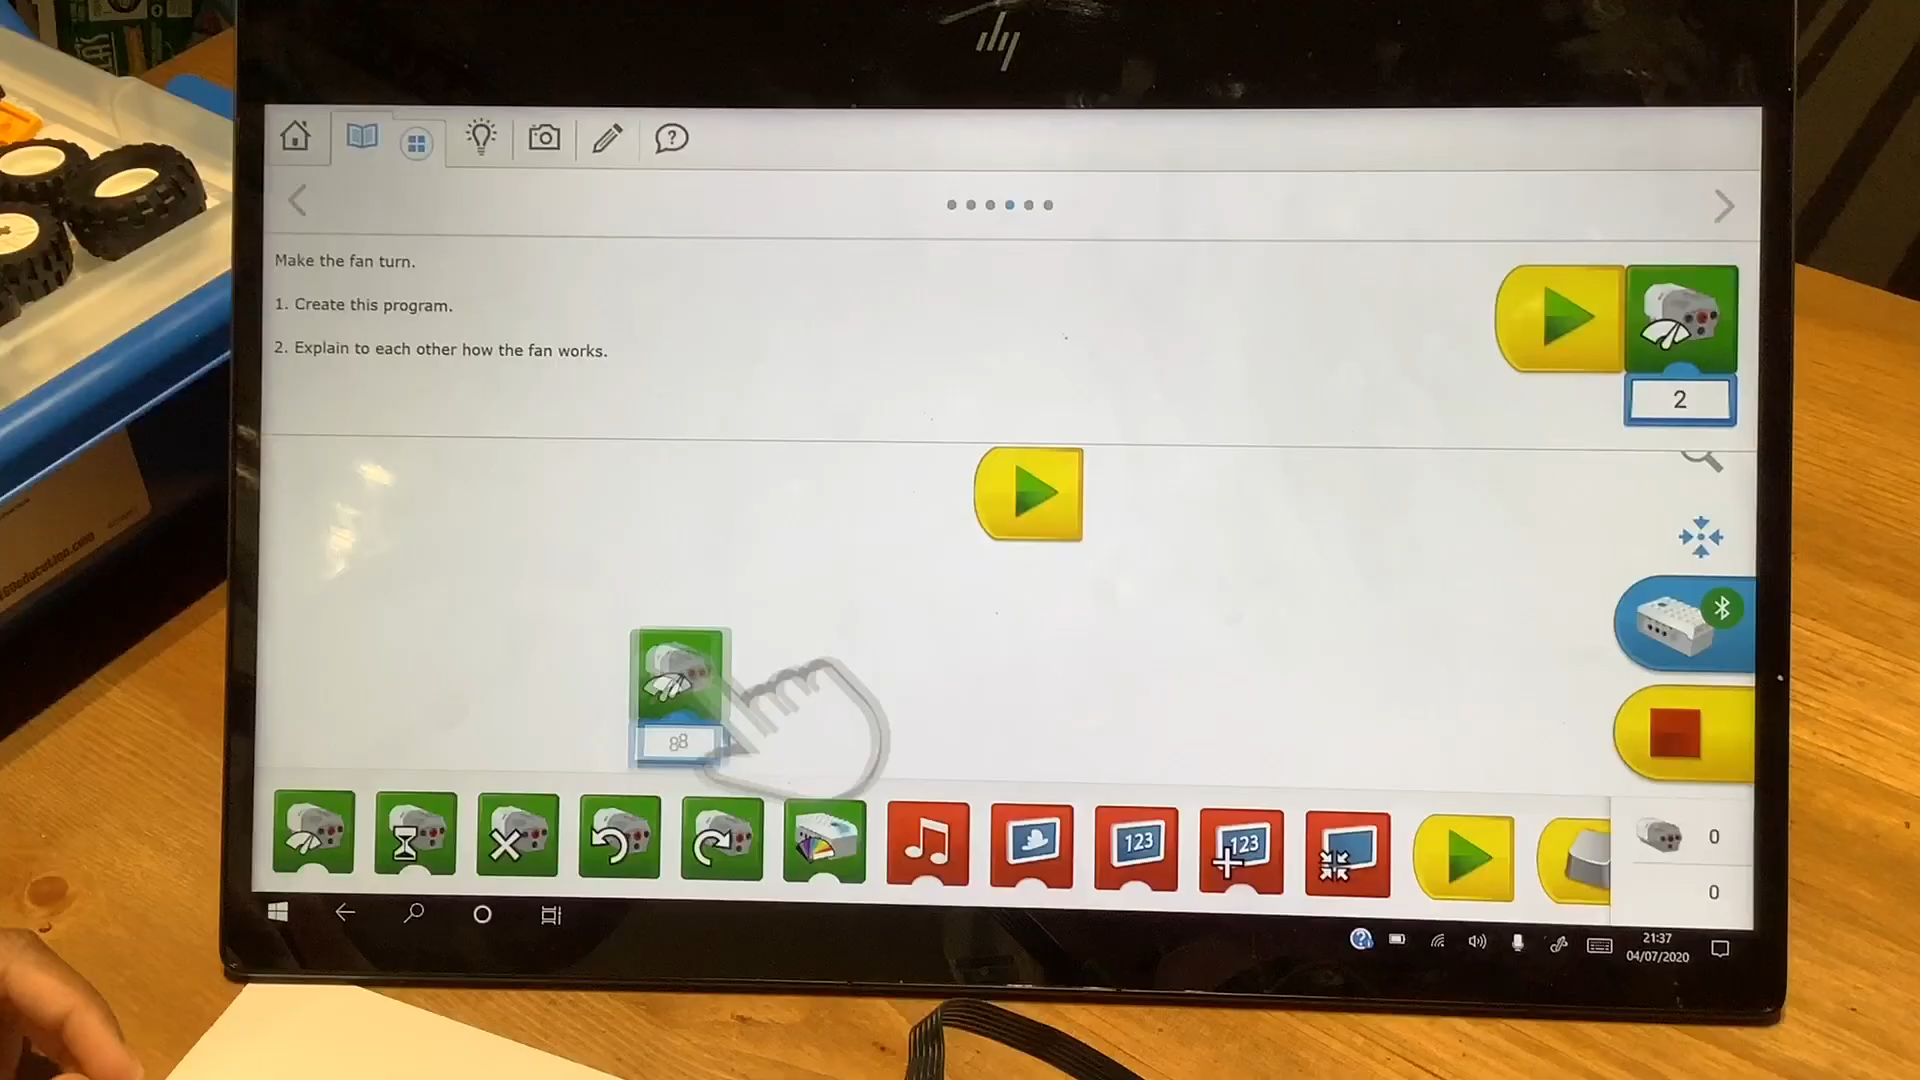 hp
Make the fan turn.
1. Create this program.
2. Explain to each other how the fan works.
2
123
123
0
0
21:37
04/07/2020